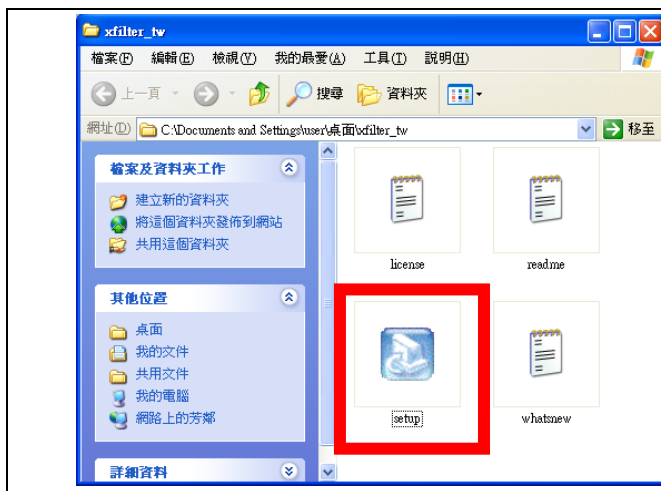 xfilter_tw
檔案(F) 編輯(E) 檢視(V) 我的最愛(A) 工具(T) 說明(H)
上一頁 搜尋 資料夾
網址(D) C:\Documents and Settings\user\桌面\xfilter_tw 移至
檔案及資料夾工作
建立新的資料夾
將這個資料夾發佈到網站
共用這個資料夾
其他位置
桌面
我的文件
共用文件
我的電腦
網路上的芳鄰
詳細資料
license
readme
setup
whatsnew